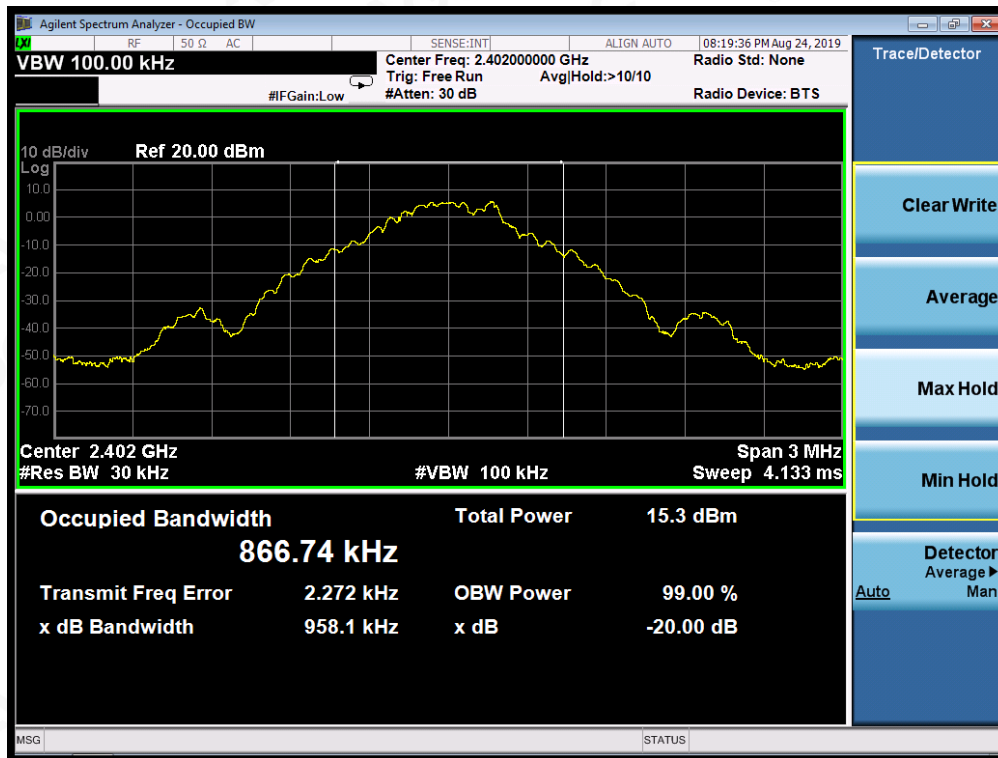 Agilent Spectrum Analyzer - Occupied BW
LXI RF 50 Ω AC SENSE:INT ALIGN AUTO 08:19:36 PM Aug 24, 2019
VBW 100.00 kHz
Center Freq: 2.402000000 GHz Radio Std: None
Trig: Free Run Avg|Hold:>10/10
#IFGain:Low #Atten: 30 dB Radio Device: BTS
10 dB/div Ref 20.00 dBm
Log
10.0
0.00
-10.0
-20.0
-30.0
-40.0
-50.0
-60.0
-70.0
Center 2.402 GHz Span 3 MHz
#Res BW 30 kHz #VBW 100 kHz Sweep 4.133 ms
Occupied Bandwidth Total Power 15.3 dBm
866.74 kHz
Transmit Freq Error 2.272 kHz OBW Power 99.00 %
x dB Bandwidth 958.1 kHz x dB -20.00 dB
MSG STATUS
Trace/Detector
Clear Write
Average
Max Hold
Min Hold
Detector
Average
Auto Man